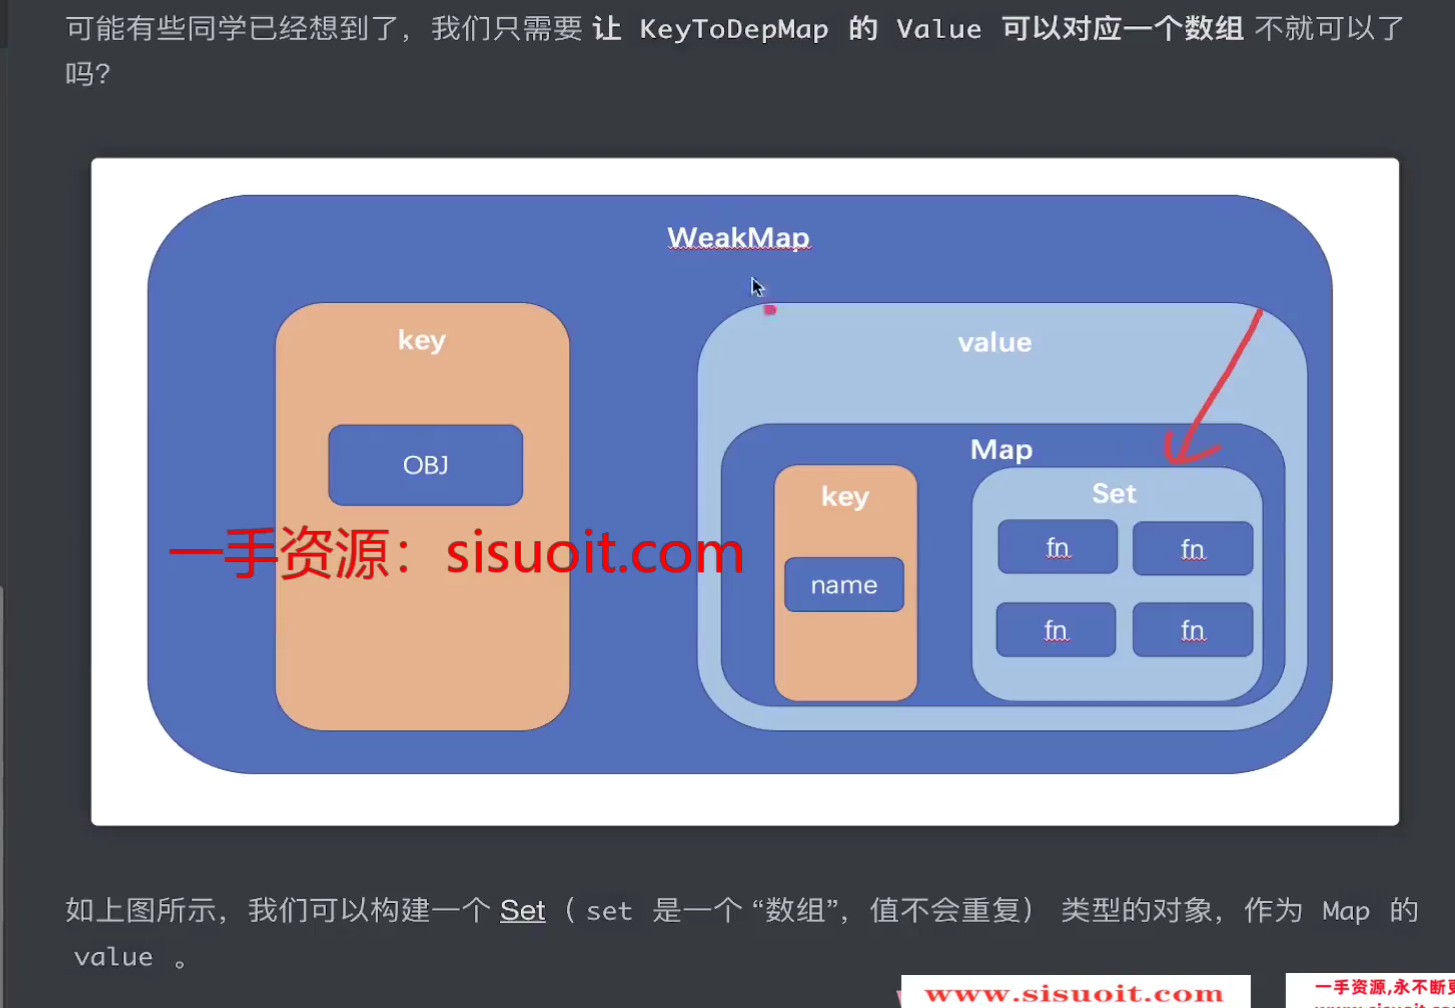 可能有些同学已经想到了，我们只需要 让 KeyToDepMap 的 Value 可以对应一个数组 不就可以了
吗？
WeakMap
key
value
OBJ
Map
key
Set
fn
fn
一手资源：sisuoit.com
name
fn
fn
如上图所示，我们可以构建一个 Set（ set 是一个 “数组”，值不会重复） 类型的对象，作为 Map 的
value 。
www.sisuoit.com
一手资源,永不断